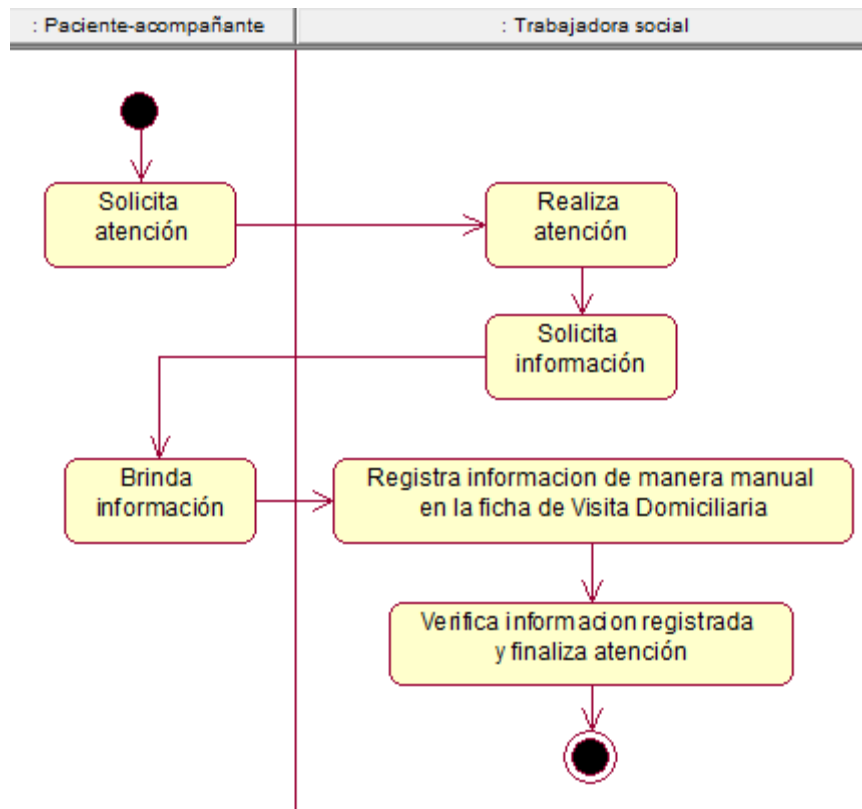 : Paciente-acompañante
: Trabajadora social
Solicita
atención
Realiza
atención
Solicita
información
Brinda
información
Registra informacion de manera manual
en la ficha de Visita Domiciliaria
Verifica informacion registrada
y finaliza atención